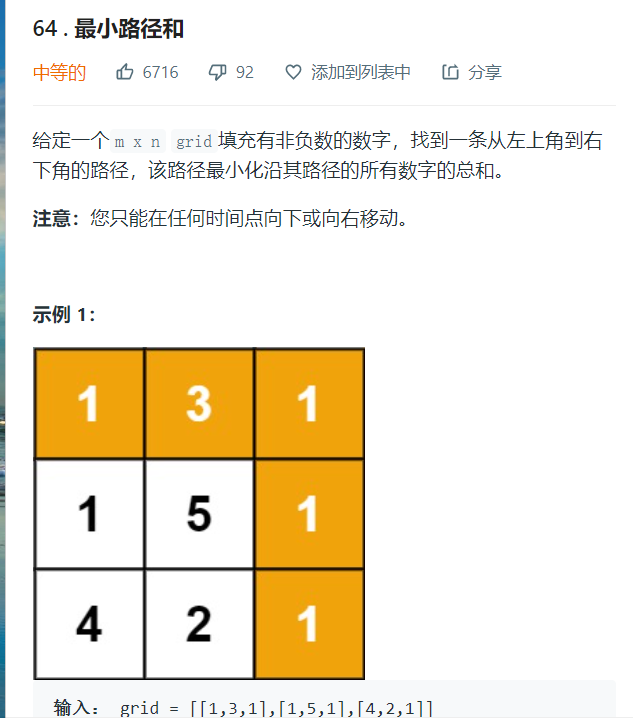 64 . 最小路径和
中等的 6716 92 添加到列表中 分享
给定一个 m x n grid 填充有非负数的数字，找到一条从左上角到右
下角的路径，该路径最小化沿其路径的所有数字的总和。
注意：您只能在任何时间点向下或向右移动。
示例 1：
1 3 1
1 5 1
4 2 1
输入： grid = [[1,3,1],[1,5,1],[4,2,1]]